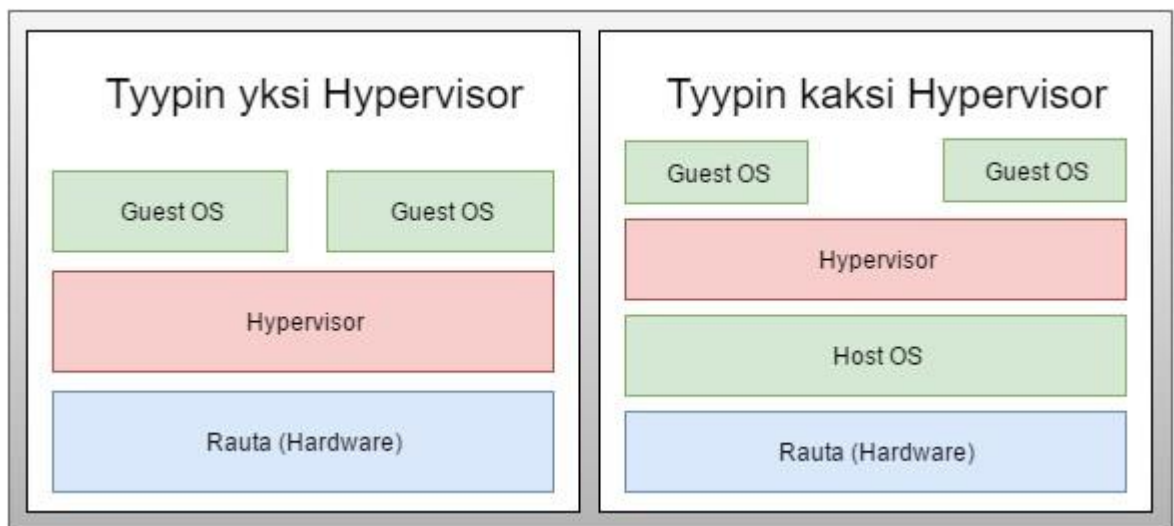 Tyypin yksi Hypervisor
Guest OS
Guest OS
Hypervisor
Rauta (Hardware)
Tyypin kaksi Hypervisor
Guest OS
Guest OS
Hypervisor
Host OS
Rauta (Hardware)